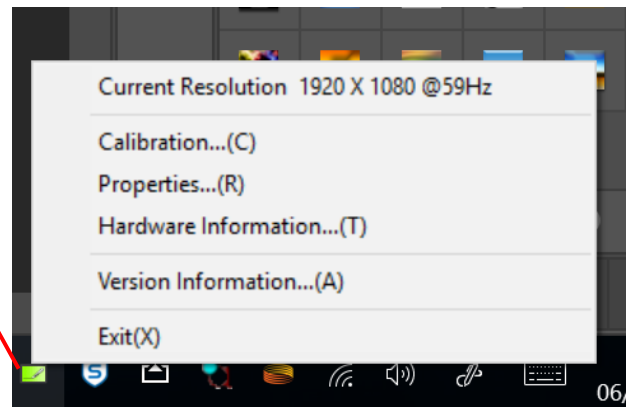 Current Resolution  1920 X 1080 @59Hz
Calibration...(C)
Properties...(R)
Hardware Information...(T)
Version Information...(A)
Exit(X)
S
06/